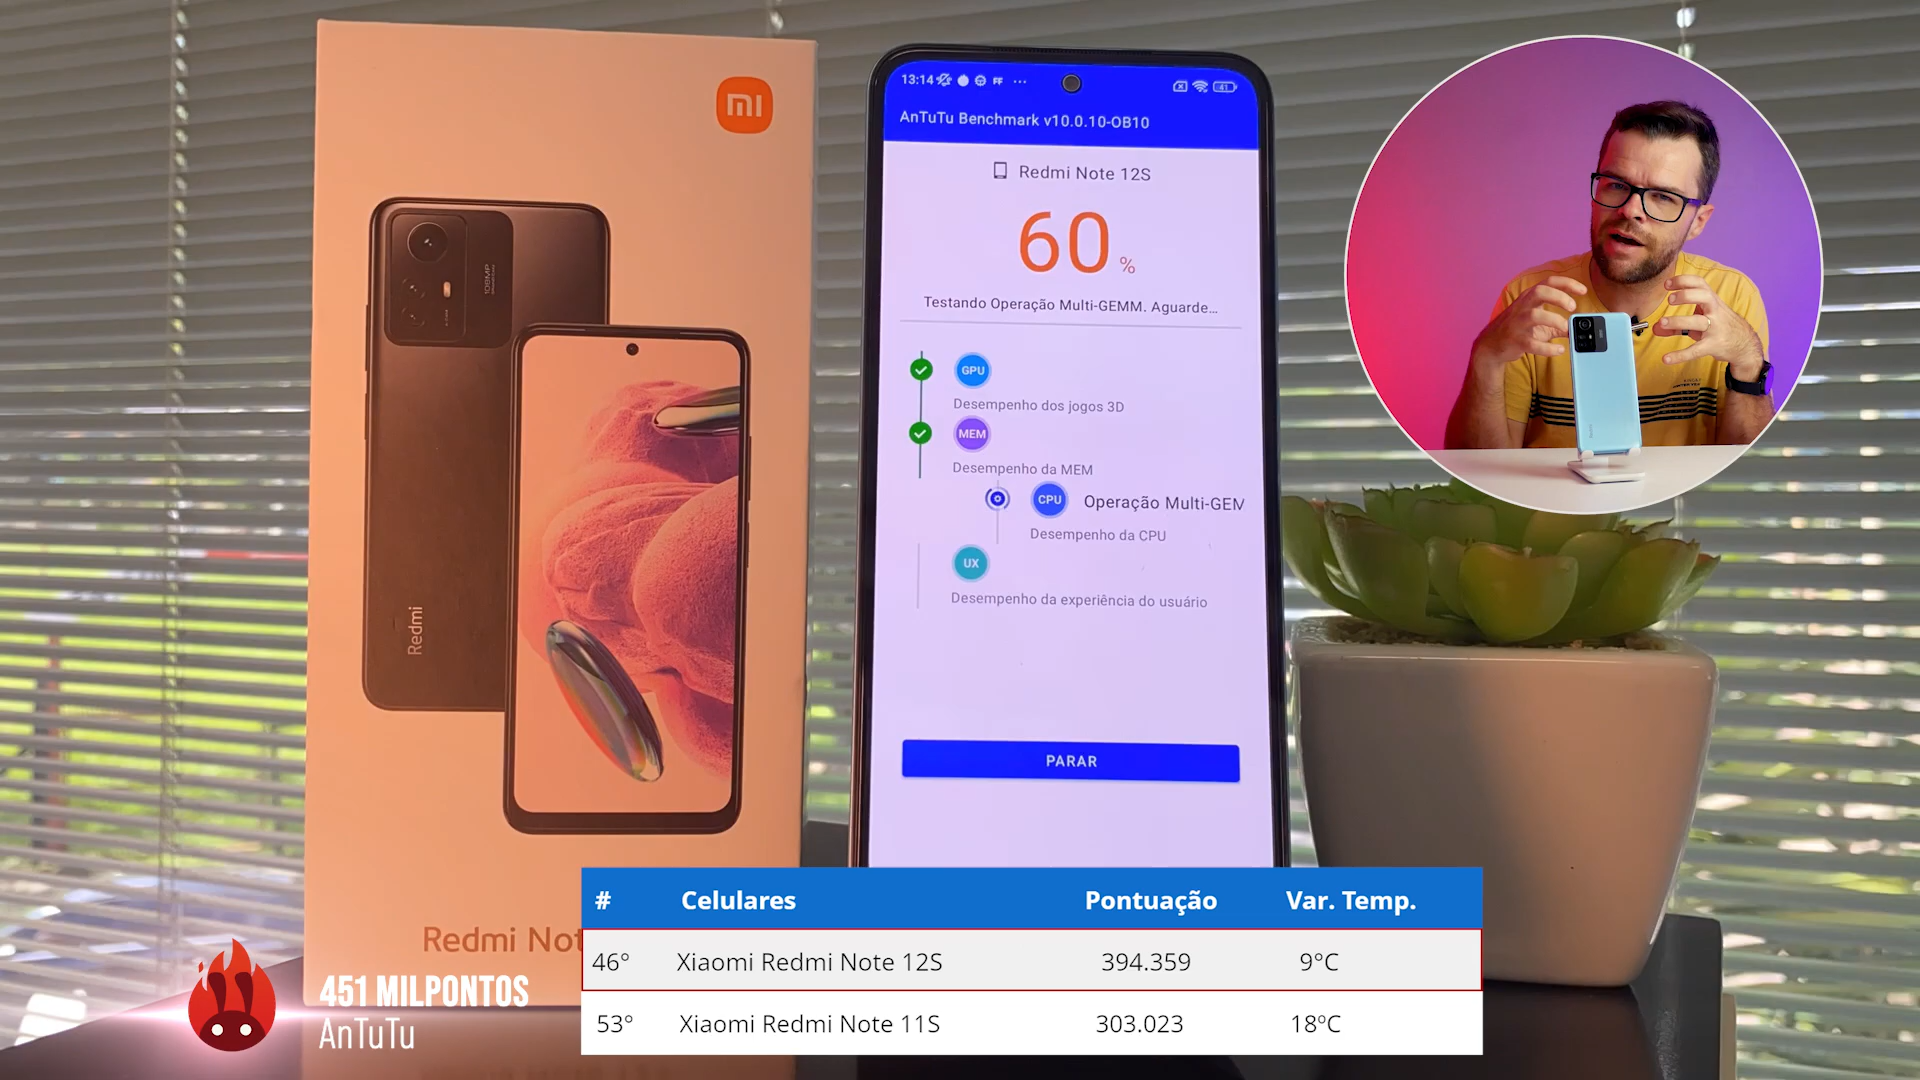 mi
108MP
Redmi
Redmi Not
13:14
41
AnTuTu Benchmark v10.0.10-OB10
Redmi Note 12S
60 %
Testando Operação Multi-GEMM. Aguarde...
GPU
Desempenho dos jogos 3D
MEM
Desempenho da MEM
CPU Operação Multi-GEM
Desempenho da CPU
UX
Desempenho da experiência do usuário
PARAR
# Celulares Pontuação Var. Temp.
46° Xiaomi Redmi Note 12S 394.359 9°C
53° Xiaomi Redmi Note 11S 303.023 18ºC
451 MILPONTOS
AnTuTu